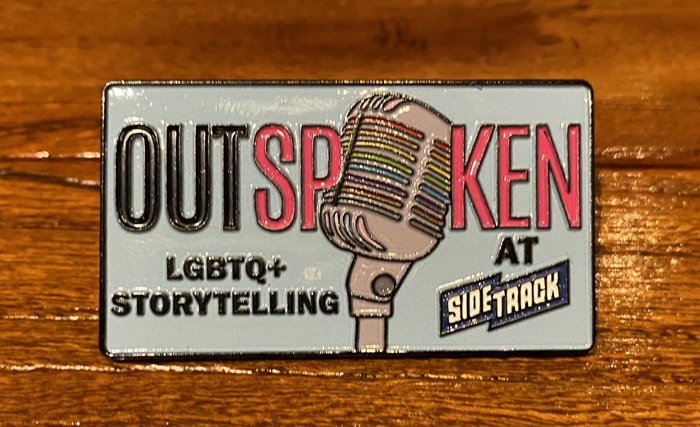 OUTSPOKEN
LGBTQ+
STORYTELLING
AT
SIDETRACK